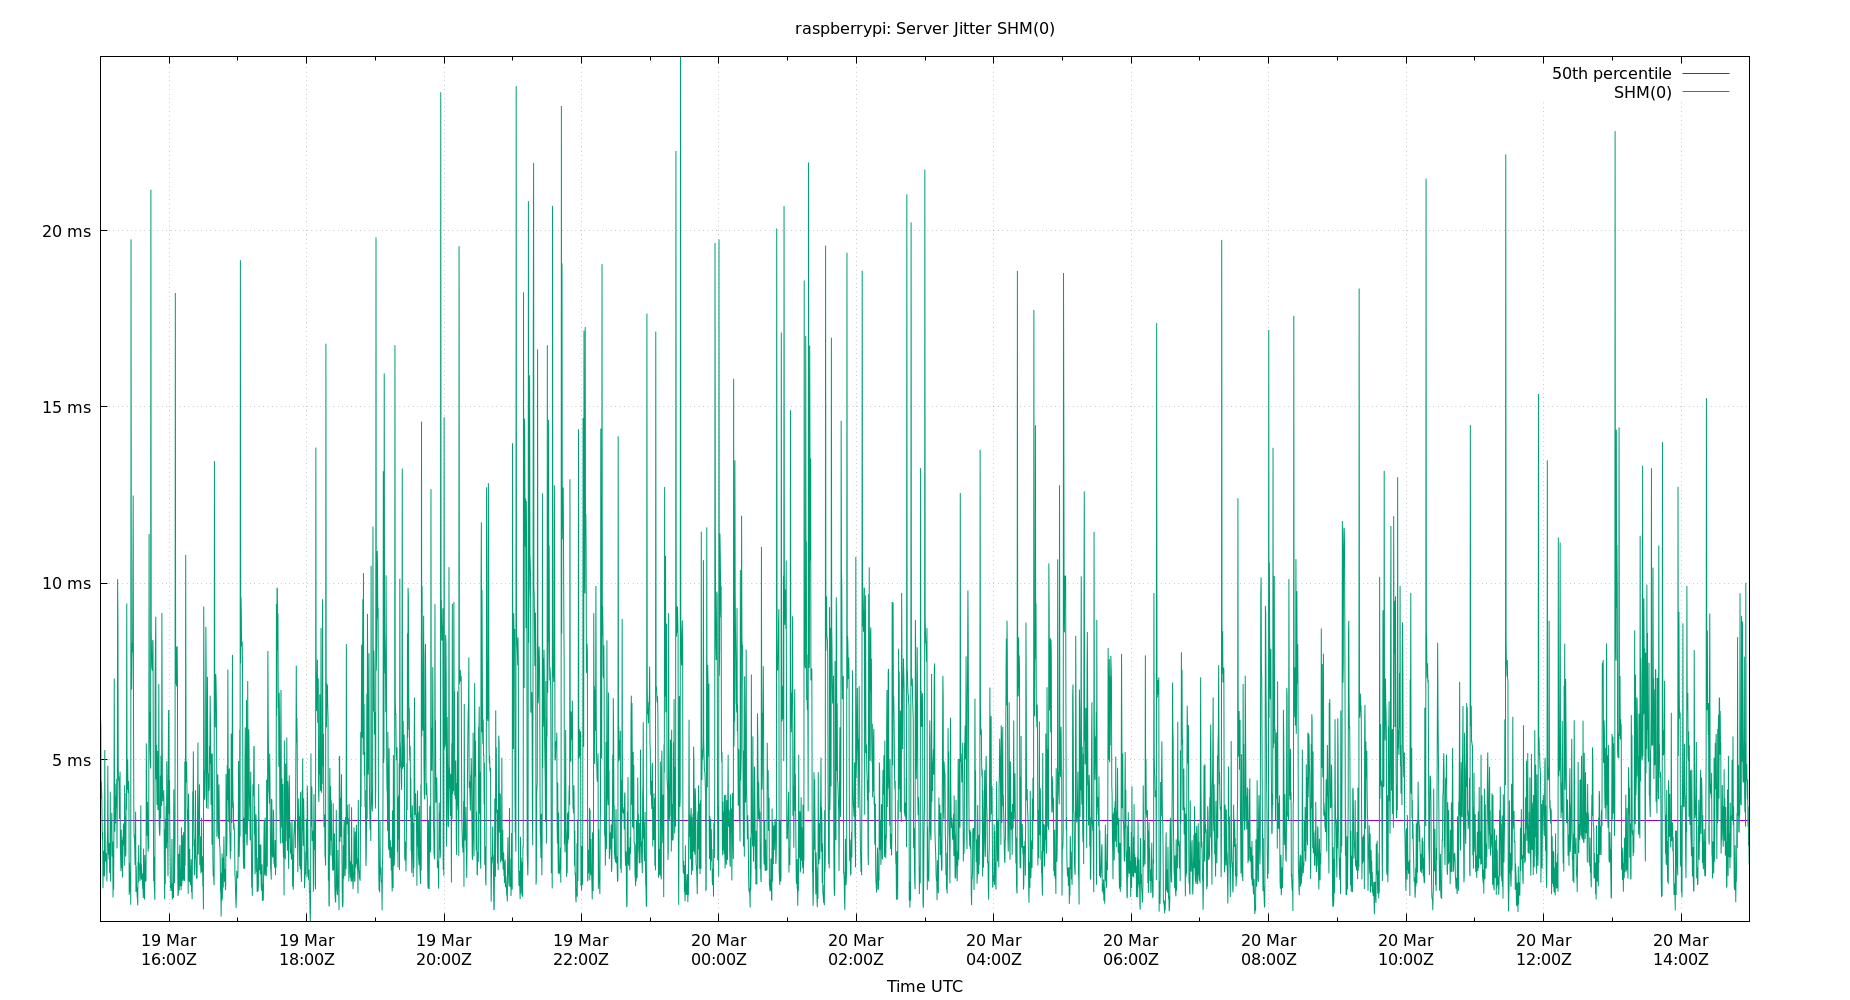 raspberrypi: Server Jitter SHM(0)
50th percentile
SHM(0)
20 ms
15 ms
10 ms
5 ms
19 Mar 19 Mar 19 Mar 19 Mar 20 Mar 20 Mar 20 Mar 20 Mar 20 Mar 20 Mar 20 Mar 20 Mar
16:00Z 18:00Z 20:00Z 22:00Z 00:00Z 02:00Z 04:00Z 06:00Z 08:00Z 10:00Z 12:00Z 14:00Z
Time UTC